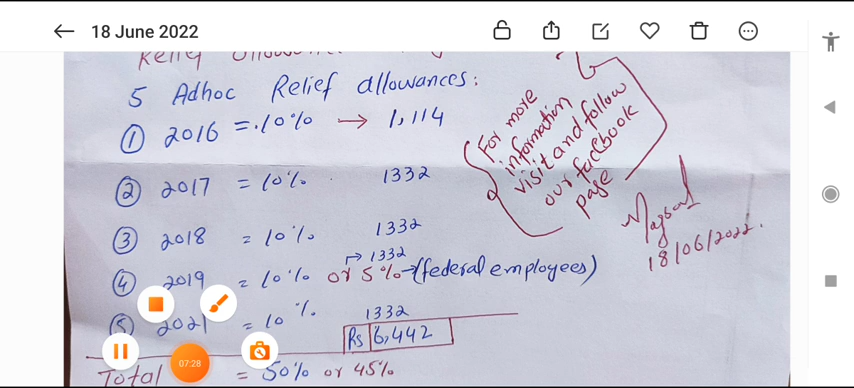 18 June 2022
Relief
5 Adhoc Relief allowances:
① 2016 = 10% → 1,114
② 2017 = 10% 1332
③ 2018 = 10% 1332
1332
④ 2019 = 10% or 5% → (federal employees)
⑤ 2021 = 10% 1332
Rs 6,442
Total = 50% or 45%
For more
information
visit and follow
our facebook
page
18/06/2022
07:28